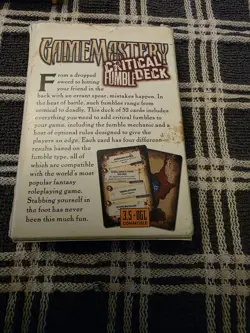 GAMEMASTERY
CRITICAL
FUMBLE DECK
From a dropped
sword to hitting
your friend in the
back with an errant spear, mistakes happen. In
the heat of battle, such fumbles range from
comical to deadly. This deck of 52 cards includes
everything you need to add critical fumbles to
your game, including the fumble mechanic and a
host of optional rules designed to give the
players an edge. Each card has four different
results based on the
fumble type, all of
which are compatible
with the world's most
popular fantasy
roleplaying game.
Stabbing yourself in
the foot has never
been this much fun.
3.5 · OGL
COMPATIBLE